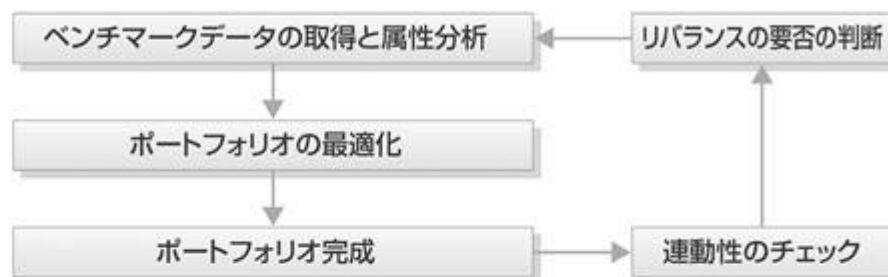 ベンチマークデータの取得と属性分析
リバランスの要否の判断
ポートフォリオの最適化
ポートフォリオ完成
連動性のチェック